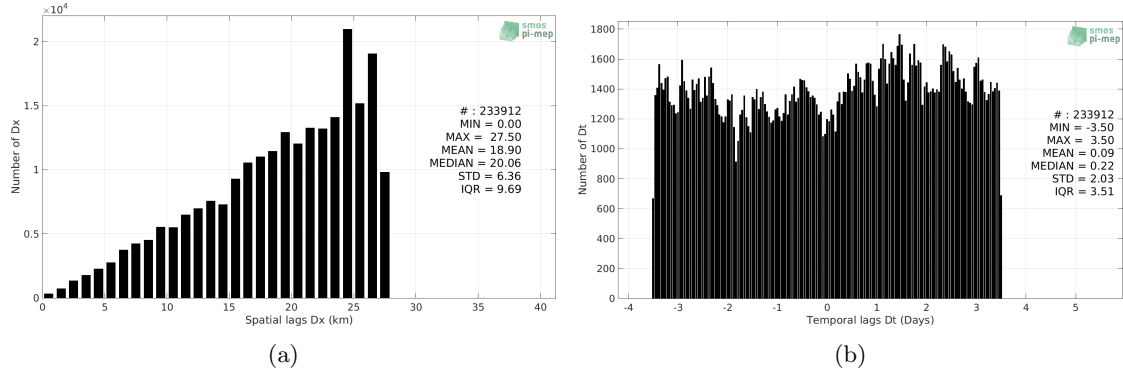 ×10⁴
2
1.5
1
0.5
0
Number of Dx
0 5 10 15 20 25 30 35 40
Spatial lags Dx (km)
smos
pi-mep
# : 233912
MIN = 0.00
MAX = 27.50
MEAN = 18.90
MEDIAN = 20.06
STD = 6.36
IQR = 9.69
(a)
1800
1600
1400
1200
1000
800
600
400
200
0
Number of Dt
-4 -3 -2 -1 0 1 2 3 4 5
Temporal lags Dt (Days)
smos
pi-mep
# : 233912
MIN = -3.50
MAX = 3.50
MEAN = 0.09
MEDIAN = 0.22
STD = 2.03
IQR = 3.51
(b)